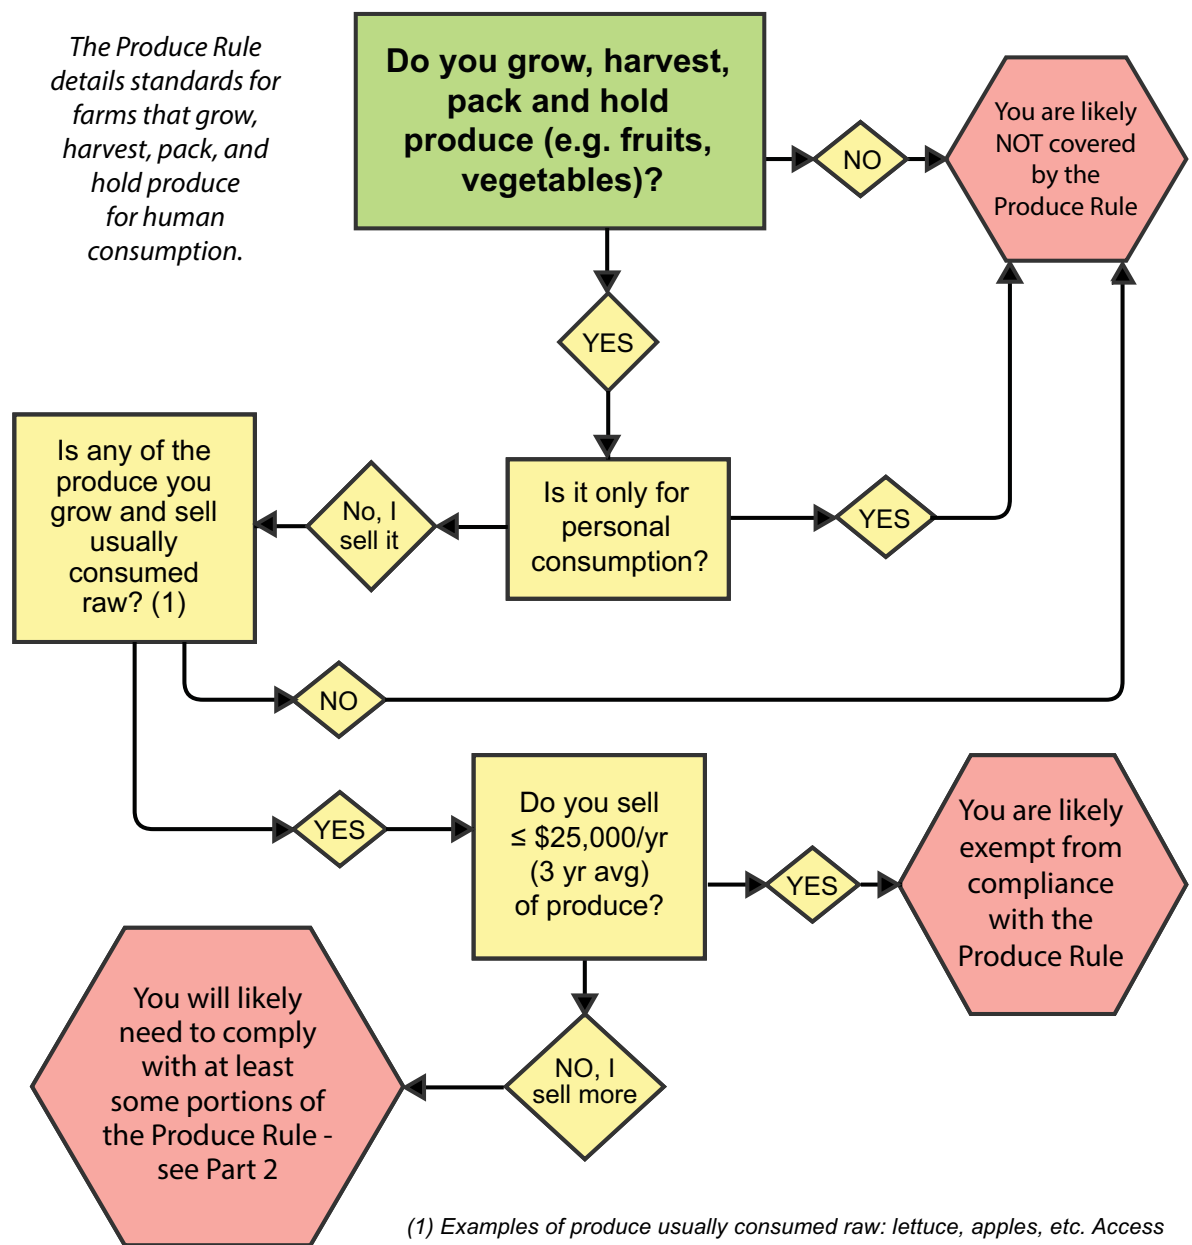 The Produce Rule
details standards for
farms that grow,
harvest, pack, and
hold produce
for human
consumption.
Do you grow, harvest,
pack and hold
produce (e.g. fruits,
vegetables)?
NO
You are likely
NOT covered
by the
Produce Rule
YES
Is it only for
personal
consumption?
YES
No, I
sell it
Is any of the
produce you
grow and sell
usually
consumed
raw? (1)
NO
YES
Do you sell
≤ $25,000/yr
(3 yr avg)
of produce?
YES
You are likely
exempt from
compliance
with the
Produce Rule
NO, I
sell more
You will likely
need to comply
with at least
some portions of
the Produce Rule -
see Part 2
(1) Examples of produce usually consumed raw: lettuce, apples, etc. Access